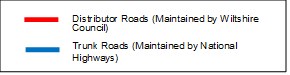 Distributor Roads (Maintained by Wiltshire
Council)
Trunk Roads (Maintained by National
Highways)